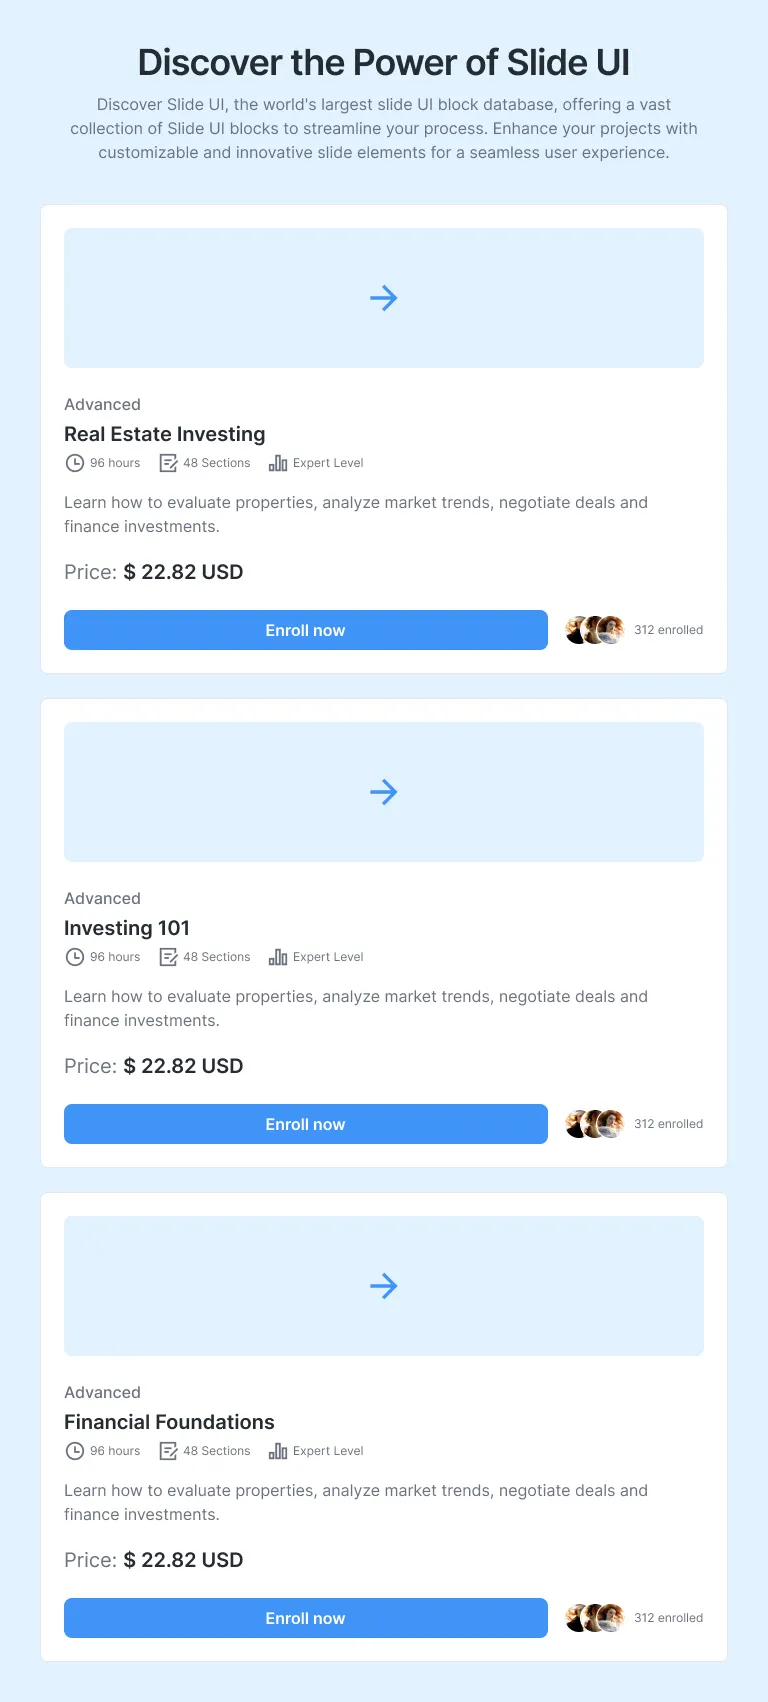 Discover the Power of Slide UI
Discover Slide UI, the world's largest slide UI block database, offering a vast
collection of Slide UI blocks to streamline your process. Enhance your projects with
customizable and innovative slide elements for a seamless user experience.
Advanced
Real Estate Investing
96 hours 48 Sections Expert Level
Learn how to evaluate properties, analyze market trends, negotiate deals and
finance investments.
Price: $ 22.82 USD
Enroll now 312 enrolled
Advanced
Investing 101
96 hours 48 Sections Expert Level
Learn how to evaluate properties, analyze market trends, negotiate deals and
finance investments.
Price: $ 22.82 USD
Enroll now 312 enrolled
Advanced
Financial Foundations
96 hours 48 Sections Expert Level
Learn how to evaluate properties, analyze market trends, negotiate deals and
finance investments.
Price: $ 22.82 USD
Enroll now 312 enrolled